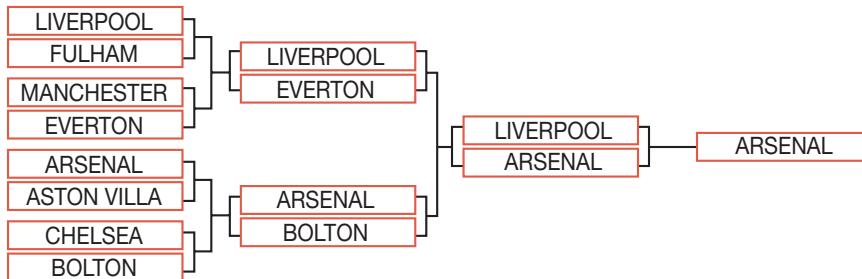 LIVERPOOL
FULHAM
MANCHESTER
EVERTON
ARSENAL
ASTON VILLA
CHELSEA
BOLTON
LIVERPOOL
EVERTON
ARSENAL
BOLTON
LIVERPOOL
ARSENAL
ARSENAL